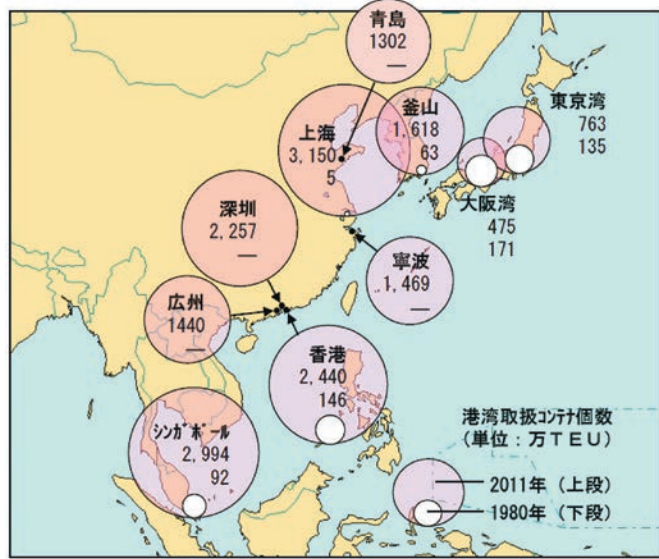 青島
1302
—
釜山
1,618
63
東京湾
763
135
上海
3,150
5
大阪湾
475
171
深圳
2,257
—
寧波
1,469
—
広州
1440
—
香港
2,440
146
ｼﾝｶﾞﾎﾟｰﾙ
2,994
92
港湾取扱ｺﾝﾃﾅ個数
(単位：万ＴＥＵ)
2011年（上段）
1980年（下段）